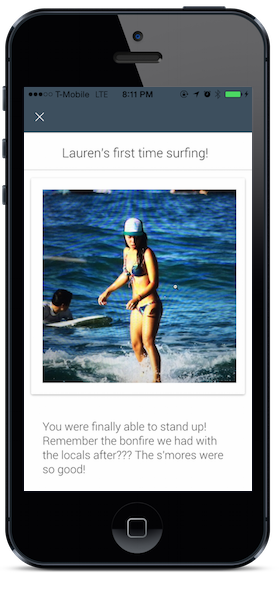 T-Mobile LTE 8:11 PM
Lauren's first time surfing!
You were finally able to stand up!
Remember the bonfire we had with
the locals after??? The s'mores were
so good!